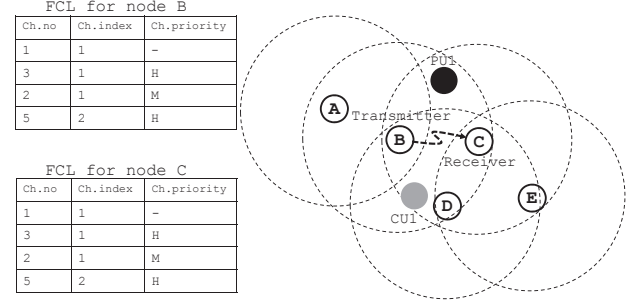 FCL for node B
Ch.no Ch.index Ch.priority
1 1 –
3 1 H
2 1 M
5 2 H
FCL for node C
Ch.no Ch.index Ch.priority
1 1 –
3 1 H
2 1 M
5 2 H
PU1
A
Transmitter
B
C
Receiver
CU1
D
E